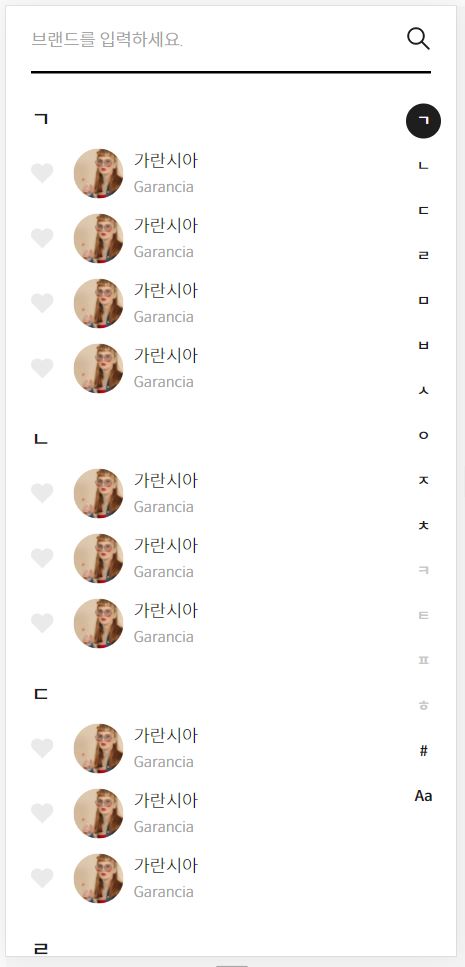 브랜드를 입력하세요.
ㄱ
가란시아
Garancia
가란시아
Garancia
가란시아
Garancia
가란시아
Garancia
ㄴ
가란시아
Garancia
가란시아
Garancia
가란시아
Garancia
ㄷ
가란시아
Garancia
가란시아
Garancia
가란시아
Garancia
ㄹ
ㄱ
ㄴ
ㄷ
ㄹ
ㅁ
ㅂ
ㅅ
ㅇ
ㅈ
ㅊ
ㅋ
ㅌ
ㅍ
ㅎ
#
Aa